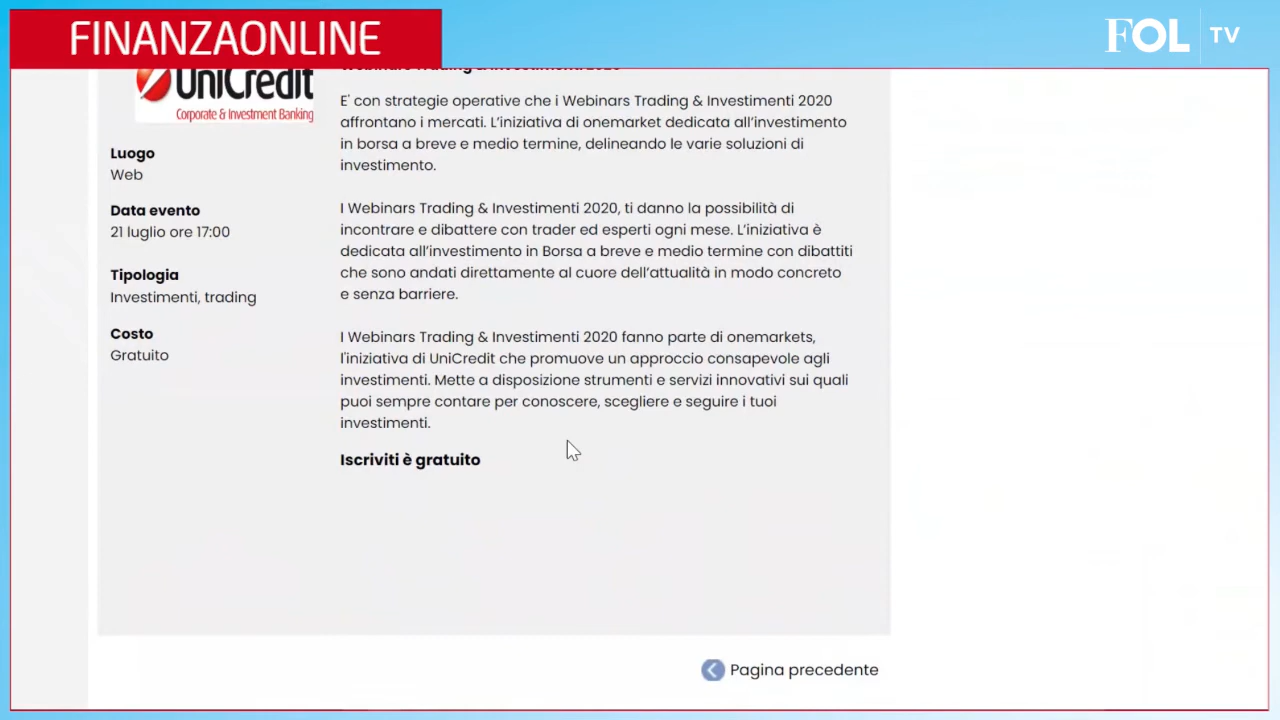 FINANZAONLINE
FOL TV
UniCredit
Corporate & Investment Banking
Luogo
Web
Data evento
21 luglio ore 17:00
Tipologia
Investimenti, trading
Costo
Gratuito
Webinars Trading & Investimenti 2020
E' con strategie operative che i Webinars Trading & Investimenti 2020
affrontano i mercati. L’iniziativa di onemarket dedicata all’investimento
in borsa a breve e medio termine, delineando le varie soluzioni di
investimento.
I Webinars Trading & Investimenti 2020, ti danno la possibilità di
incontrare e dibattere con trader ed esperti ogni mese. L’iniziativa è
dedicata all’investimento in Borsa a breve e medio termine con dibattiti
che sono andati direttamente al cuore dell’attualità in modo concreto
e senza barriere.
I Webinars Trading & Investimenti 2020 fanno parte di onemarkets,
l'iniziativa di UniCredit che promuove un approccio consapevole agli
investimenti. Mette a disposizione strumenti e servizi innovativi sui quali
puoi sempre contare per conoscere, scegliere e seguire i tuoi
investimenti.
Iscriviti è gratuito
Pagina precedente